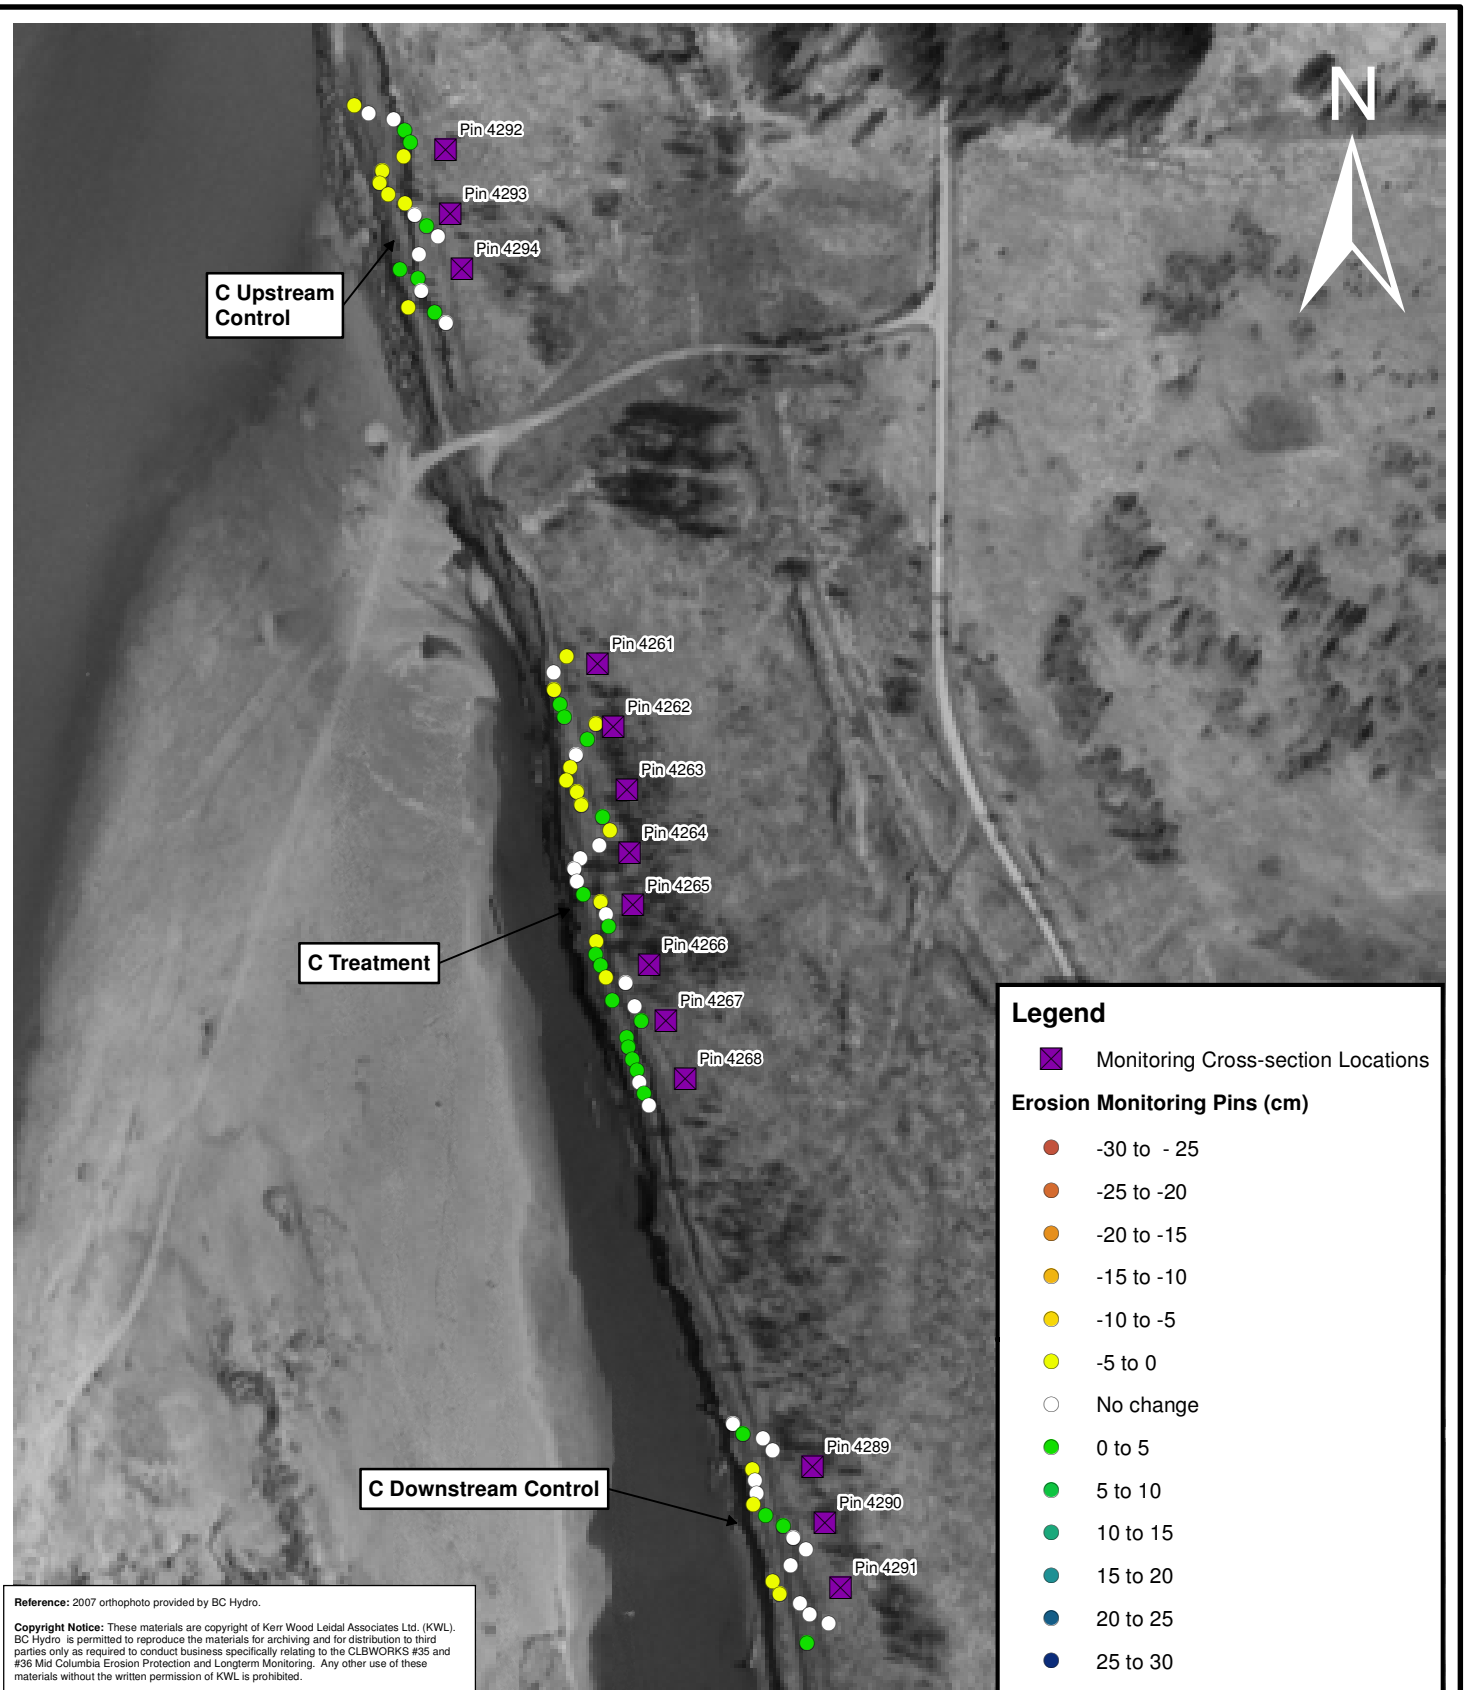 N
Pin 4292
Pin 4293
Pin 4294
C Upstream
Control
Pin 4261
Pin 4262
Pin 4263
Pin 4264
Pin 4265
Pin 4266
C Treatment
Pin 4267
Pin 4268
Legend
Monitoring Cross-section Locations
Erosion Monitoring Pins (cm)
-30 to - 25
-25 to -20
-20 to -15
-15 to -10
-10 to -5
-5 to 0
No change
0 to 5
5 to 10
10 to 15
15 to 20
20 to 25
25 to 30
Pin 4289
C Downstream Control
Pin 4290
Pin 4291
Reference: 2007 orthophoto provided by BC Hydro.
Copyright Notice: These materials are copyright of Kerr Wood Leidal Associates Ltd. (KWL).
BC Hydro is permitted to reproduce the materials for archiving and for distribution to third
parties only as required to conduct business specifically relating to the CLBWORKS #35 and
#36 Mid Columbia Erosion Protection and Longterm Monitoring. Any other use of these
materials without the written permission of KWL is prohibited.